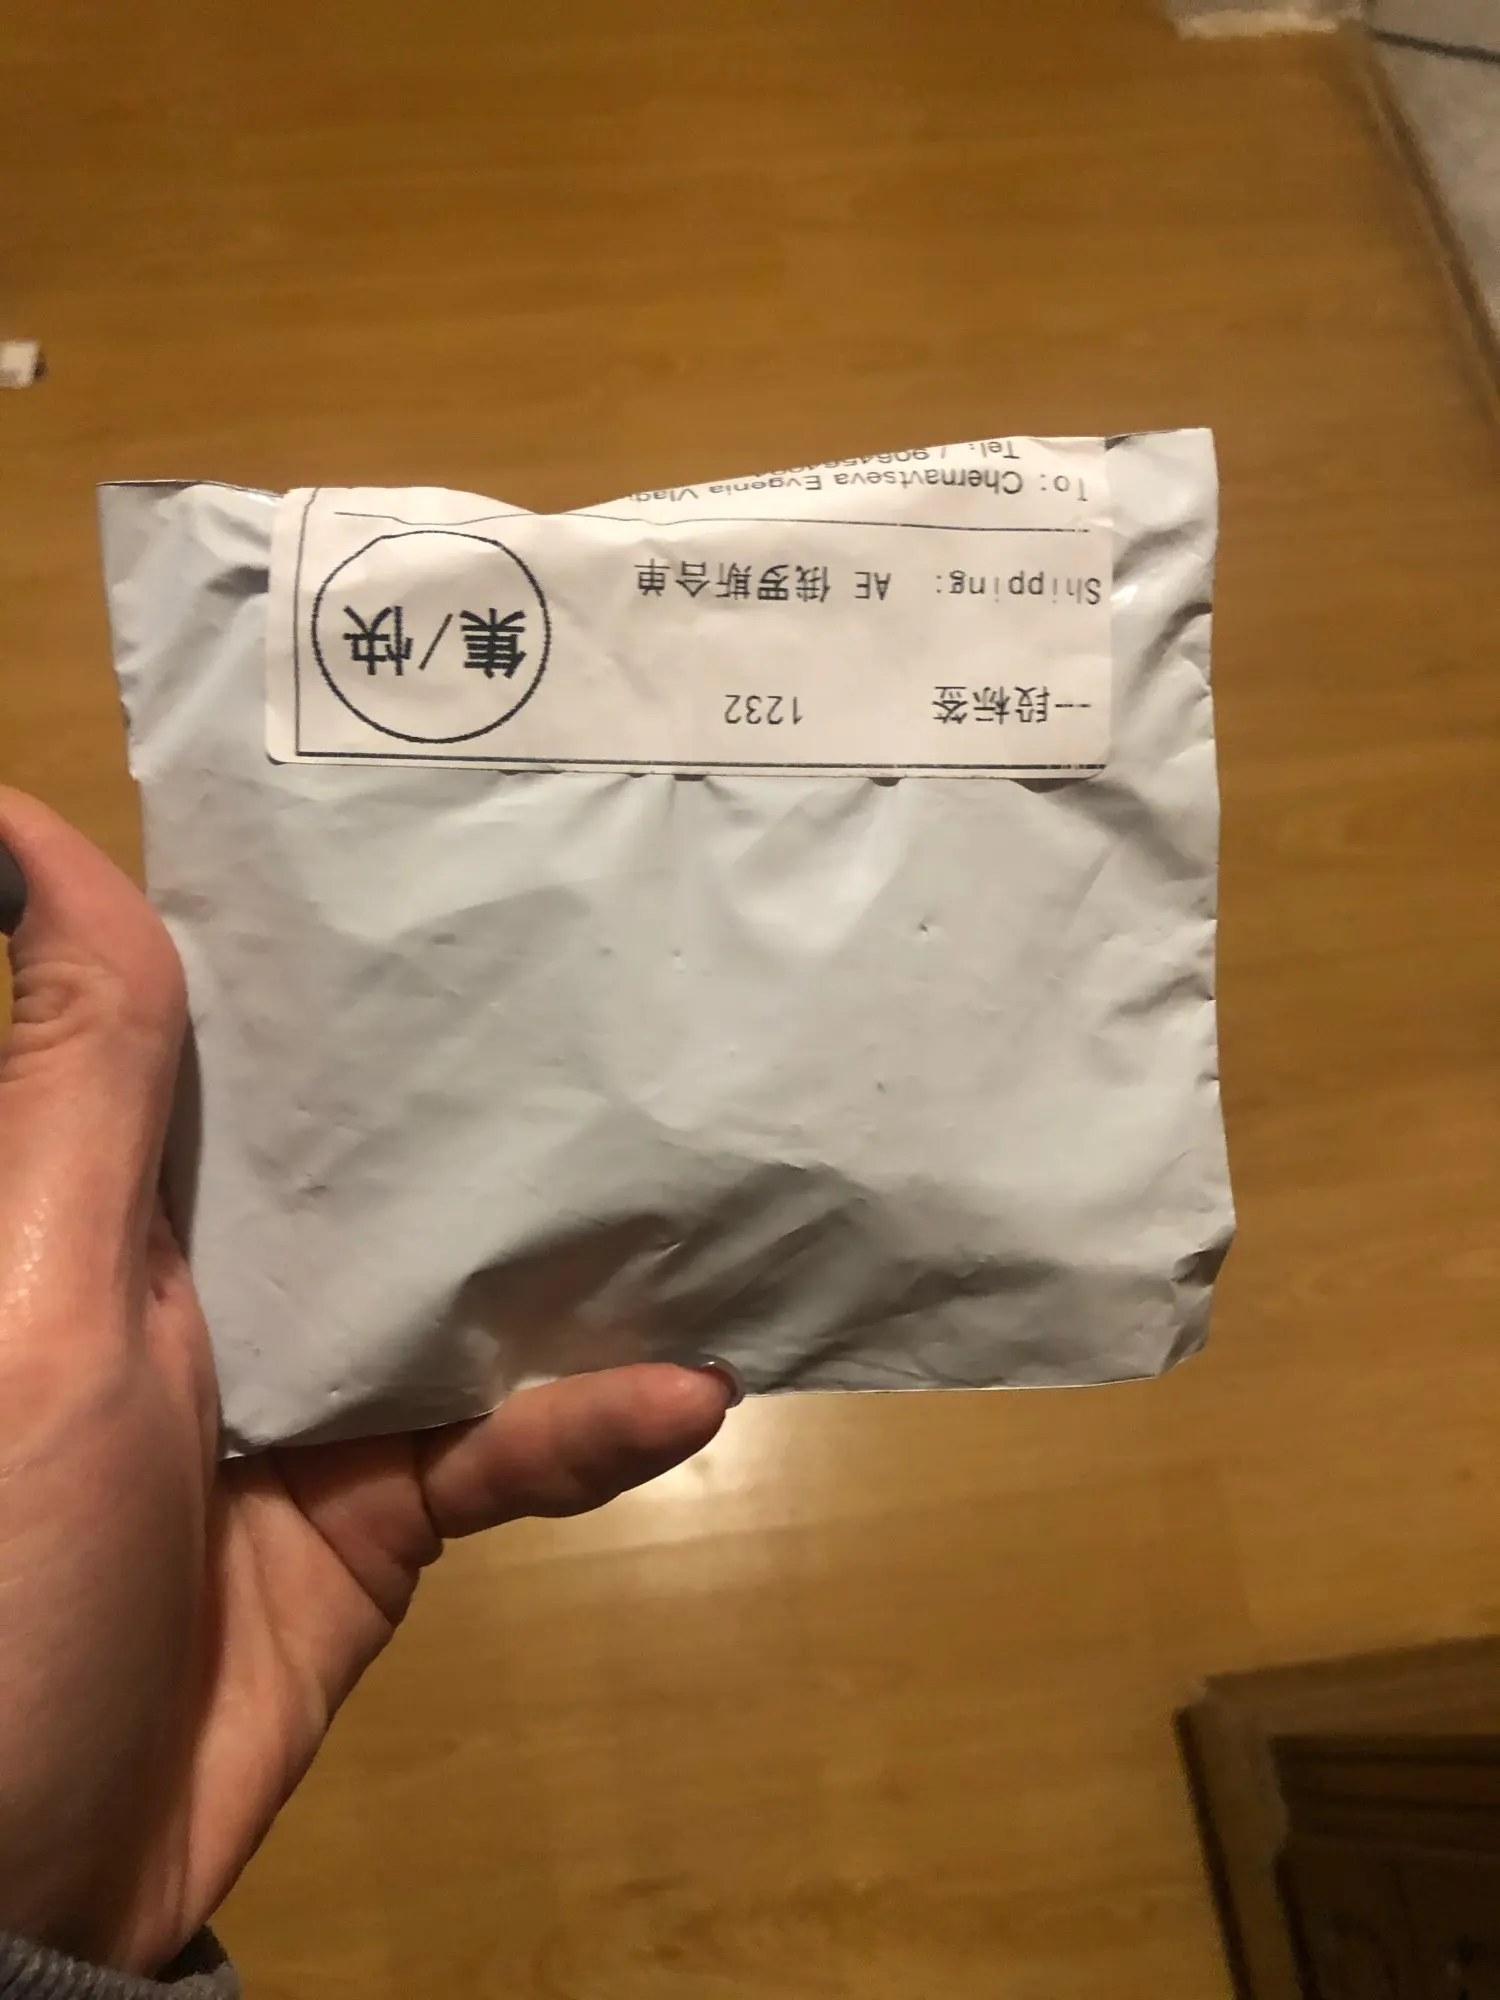 一段标签 1232
集/快
Shipping: AE 俄罗斯合单
To: Chernavtseva Evgenia
Tel: /